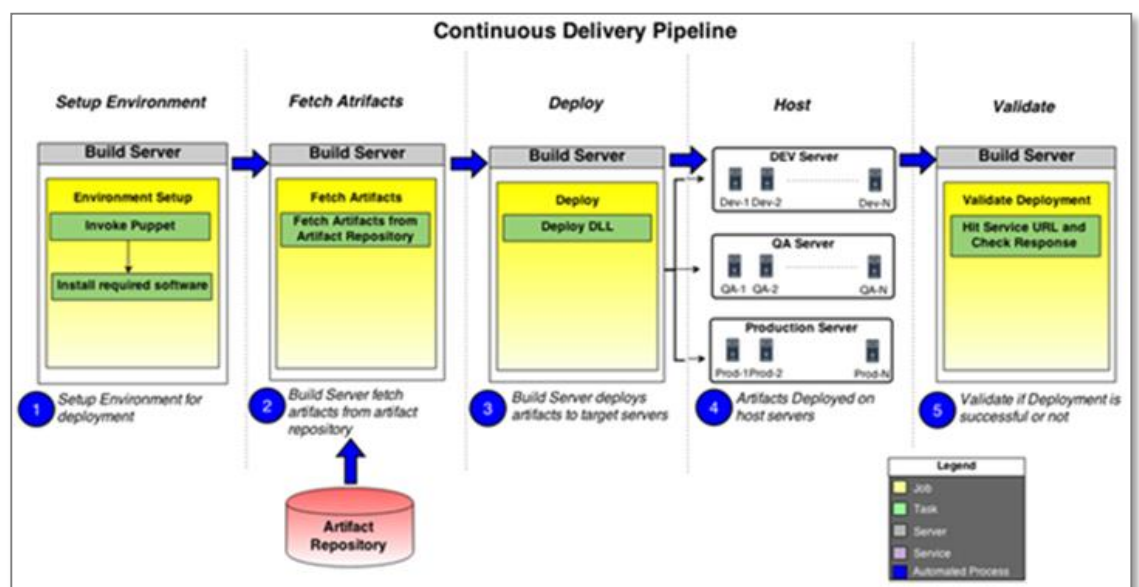 Continuous Delivery Pipeline
Setup Environment
Fetch Atrifacts
Deploy
Host
Validate
Build Server
Environment Setup
Invoke Puppet
Install required software
Build Server
Fetch Artifacts
Fetch Artifacts from
Artifact Repository
Build Server
Deploy
Deploy DLL
DEV Server
Dev-1 Dev-2 Dev-N
QA Server
QA-1 QA-2 QA-N
Production Server
Prod-1 Prod-2 Prod-N
Build Server
Validate Deployment
Hit Service URL and
Check Response
1
Setup Environment for
deployment
2
Build Server fetch
artifacts from artifact
repository
3
Build Server deploys
artifacts to target servers
4
Artifacts Deployed on
host servers
5
Validate if Deployment is
successful or not
Artifact
Repository
Legend
Job
Task
Server
Service
Automated Process